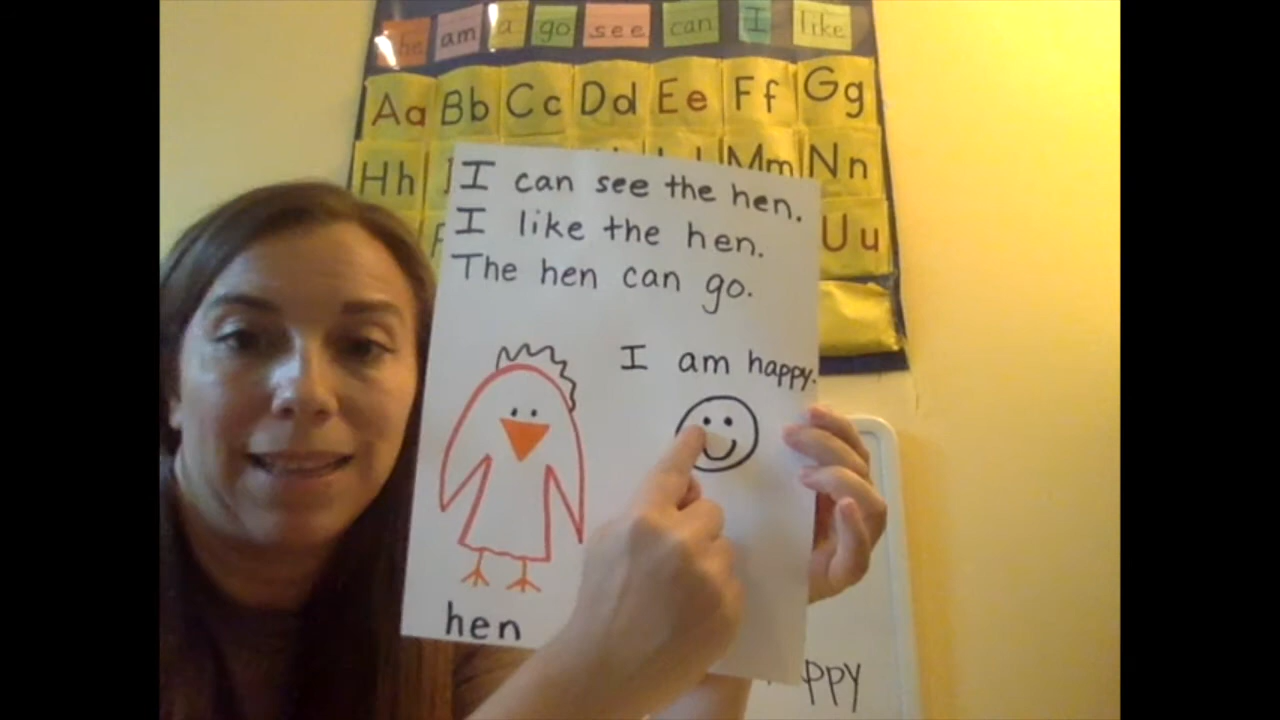 he am a go see can I like
Aa Bb Cc Dd Ee Ff Gg
Hh Mm Nn
Uu
I can see the hen.
I like the hen.
The hen can go.
I am happy.
hen
ppy